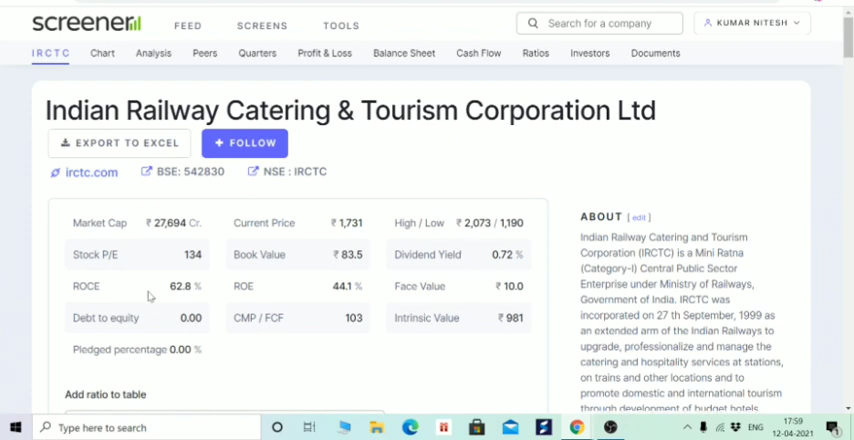 screener
FEED SCREENS TOOLS
Search for a company
KUMAR NITESH
IRCTC Chart Analysis Peers Quarters Profit & Loss Balance Sheet Cash Flow Ratios Investors Documents
Indian Railway Catering & Tourism Corporation Ltd
EXPORT TO EXCEL
+ FOLLOW
irctc.com BSE: 542830 NSE : IRCTC
Market Cap ₹ 27,694 Cr. Current Price ₹ 1,731 High / Low ₹ 2,073 / 1,190
Stock P/E 134 Book Value ₹ 83.5 Dividend Yield 0.72 %
ROCE 62.8 % ROE 44.1 % Face Value ₹ 10.0
Debt to equity 0.00 CMP / FCF 103 Intrinsic Value ₹ 981
Pledged percentage 0.00 %
Add ratio to table
ABOUT [ edit ]
Indian Railway Catering and Tourism
Corporation (IRCTC) is a Mini Ratna
(Category-I) Central Public Sector
Enterprise under Ministry of Railways,
Government of India. IRCTC was
incorporated on 27 th September, 1999 as
an extended arm of the Indian Railways to
upgrade, professionalize and manage the
catering and hospitality services at stations,
on trains and other locations and to
promote domestic and international tourism
through development of budget hotels,
Type here to search
ENG
17:59
12-04-2021